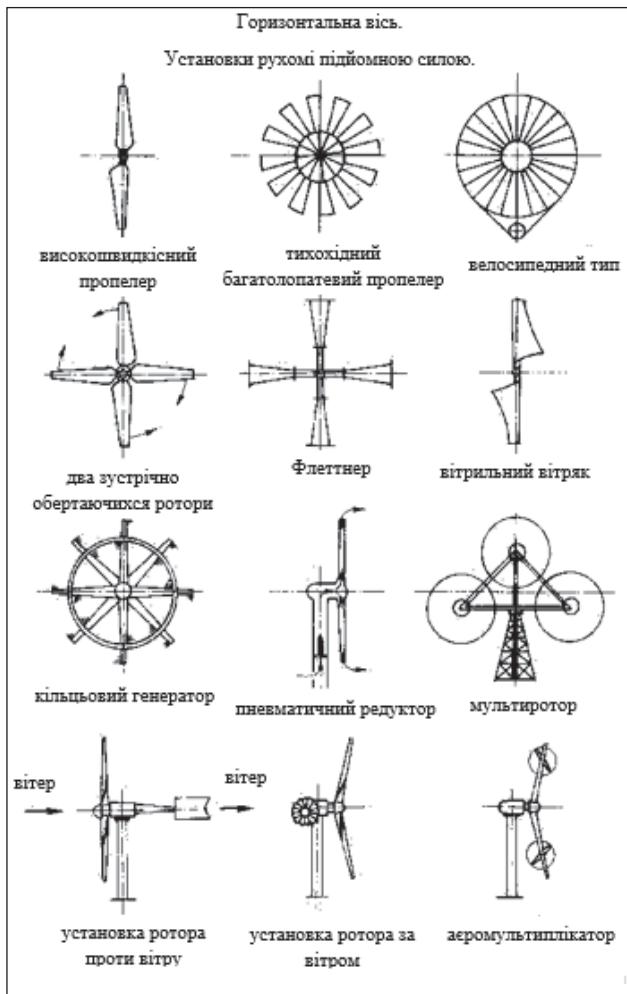 Горизонтальна вісь.
Установки рухомі підйомною силою.
високошвидкісний
пропелер
тихохідний
багатолопатевий пропелер
велосипедний тип
два зустрічно
обертаючихся ротори
Флеттнер
вітрильний вітряк
кільцьовий генератор
пневматичний редуктор
мультиротор
вітер
вітер
установка ротора
проти вітру
установка ротора за
вітром
аєромультиплікатор